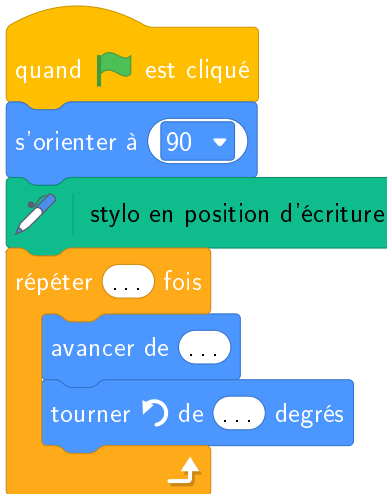 quand est cliqué
s'orienter à 90
stylo en position d'écriture
répéter ... fois
avancer de ...
tourner de ... degrés